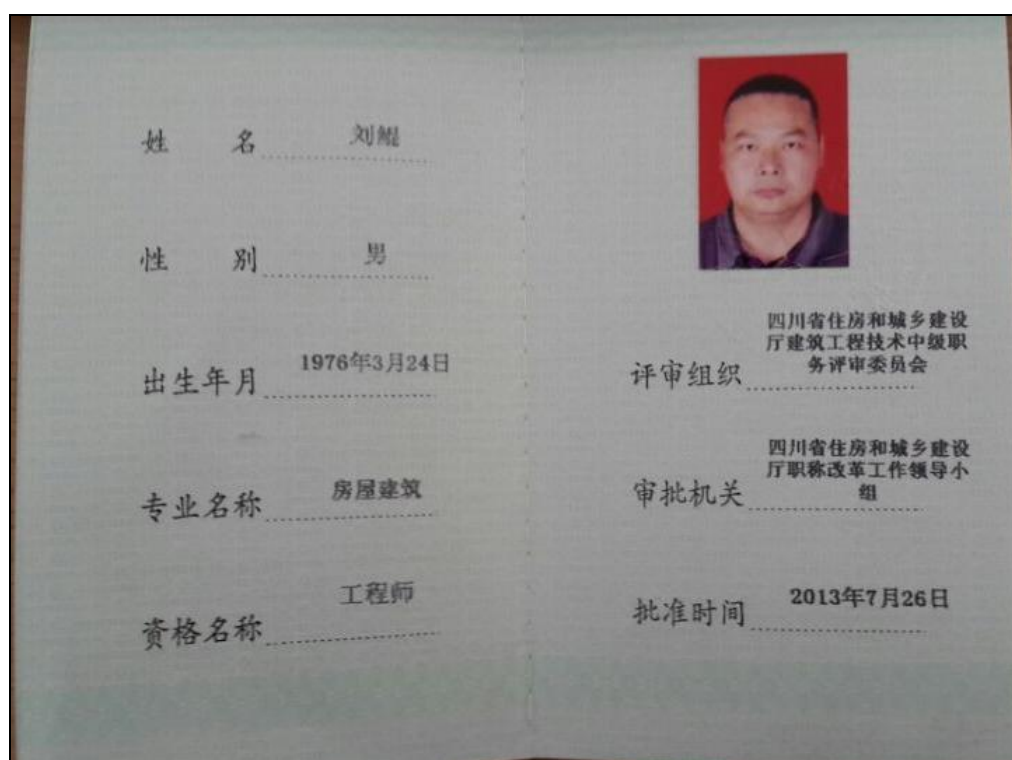 姓 名 刘鲲
性 别 男
出生年月 1976年3月24日
专业名称 房屋建筑
资格名称 工程师
四川省住房和城乡建设
厅建筑工程技术中级职
评审组织 务评审委员会
四川省住房和城乡建设
厅职称改革工作领导小
审批机关 组
批准时间 2013年7月26日